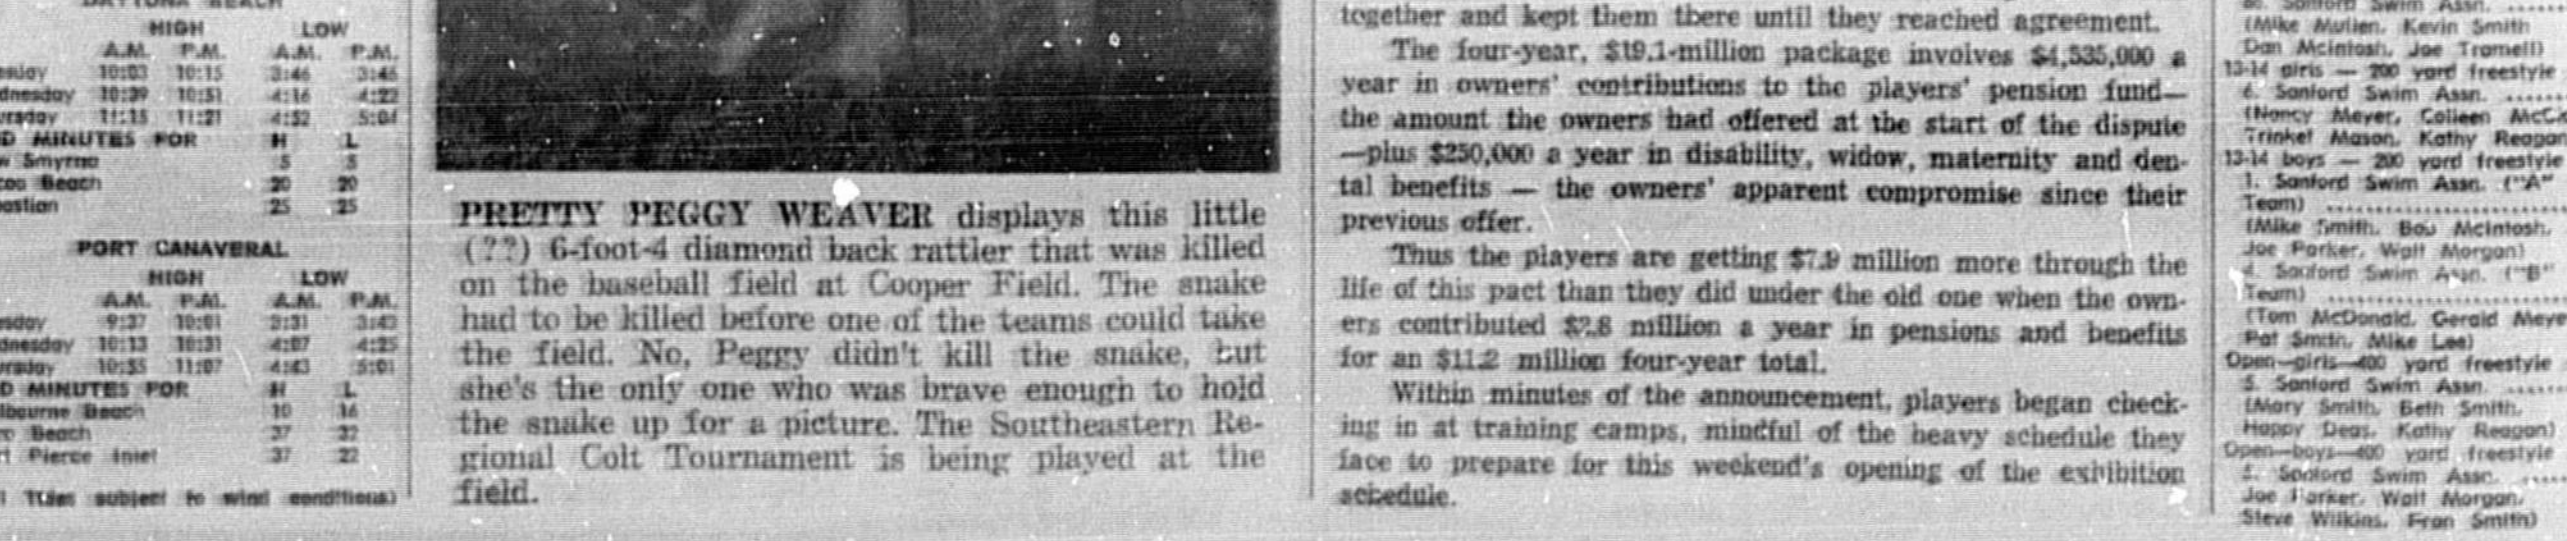 DAYTONA BEACH
HIGH LOW
A.M. P.M. A.M. P.M.
10:03 10:15 3:46 3:46
dnesday 10:39 10:51 4:16 4:22
ursday 11:15 11:21 4:52 5:04
D MINUTES FOR H L
w Smyrna 5 5
coa Beach 20 20
bastian 25 25
PORT CANAVERAL
HIGH LOW
A.M. P.M. A.M. P.M.
sday 9:37 10:01 3:31 3:43
dnesday 10:13 10:31 4:07 4:25
ursday 10:55 11:07 4:43 5:01
D MINUTES FOR H L
lbourne Beach 10 16
ro Beach 37 32
rt Pierce Inlet 37 22
Tides subject to wind conditions)
PRETTY PEGGY WEAVER displays this little
(??) 6-foot-4 diamond back rattler that was killed
on the baseball field at Cooper Field. The snake
had to be killed before one of the teams could take
the field. No, Peggy didn't kill the snake, but
she's the only one who was brave enough to hold
the snake up for a picture. The Southeastern Re-
gional Colt Tournament is being played at the
field.
together and kept them there until they reached agreement.
The four-year, $19.1-million package involves $4,535,000 a
year in owners' contributions to the players' pension fund—
the amount the owners had offered at the start of the dispute
—plus $250,000 a year in disability, widow, maternity and den-
tal benefits — the owners' apparent compromise since their
previous offer.
Thus the players are getting $7.9 million more through the
life of this pact than they did under the old one when the own-
ers contributed $2.8 million a year in pensions and benefits
for an $11.2 million four-year total.
Within minutes of the announcement, players began check-
ing in at training camps, mindful of the heavy schedule they
face to prepare for this weekend's opening of the exhibition
schedule.
Sanford Swim Assn. ......
(Mike Mullen, Kevin Smith
Dan McIntosh, Joe Tramell)
13-14 girls — 200 yard freestyle
6. Sanford Swim Assn. ......
(Nancy Meyer, Colleen
Trinket Mason, Kathy Reagan
13-14 boys — 200 yard freestyle
1. Sanford Swim Assn. ("A"
Team) ......................
(Mike Smith, Bob McIntosh,
Joe Parker, Walt Morgan)
4. Sanford Swim Assn. ("B"
Team) ......................
(Tom McDonald, Gerald Meye
Pat Smith, Mike Lee)
Open—girls—400 yard freestyle
5. Sanford Swim Assn. ......
(Mary Smith, Beth Smith,
Happy Deas, Kathy Reagan)
Open—boys—400 yard freestyle
Sanford Swim Assn. .....
Joe Parker, Walt Morgan,
Steve Wilkins, Fran Smith)